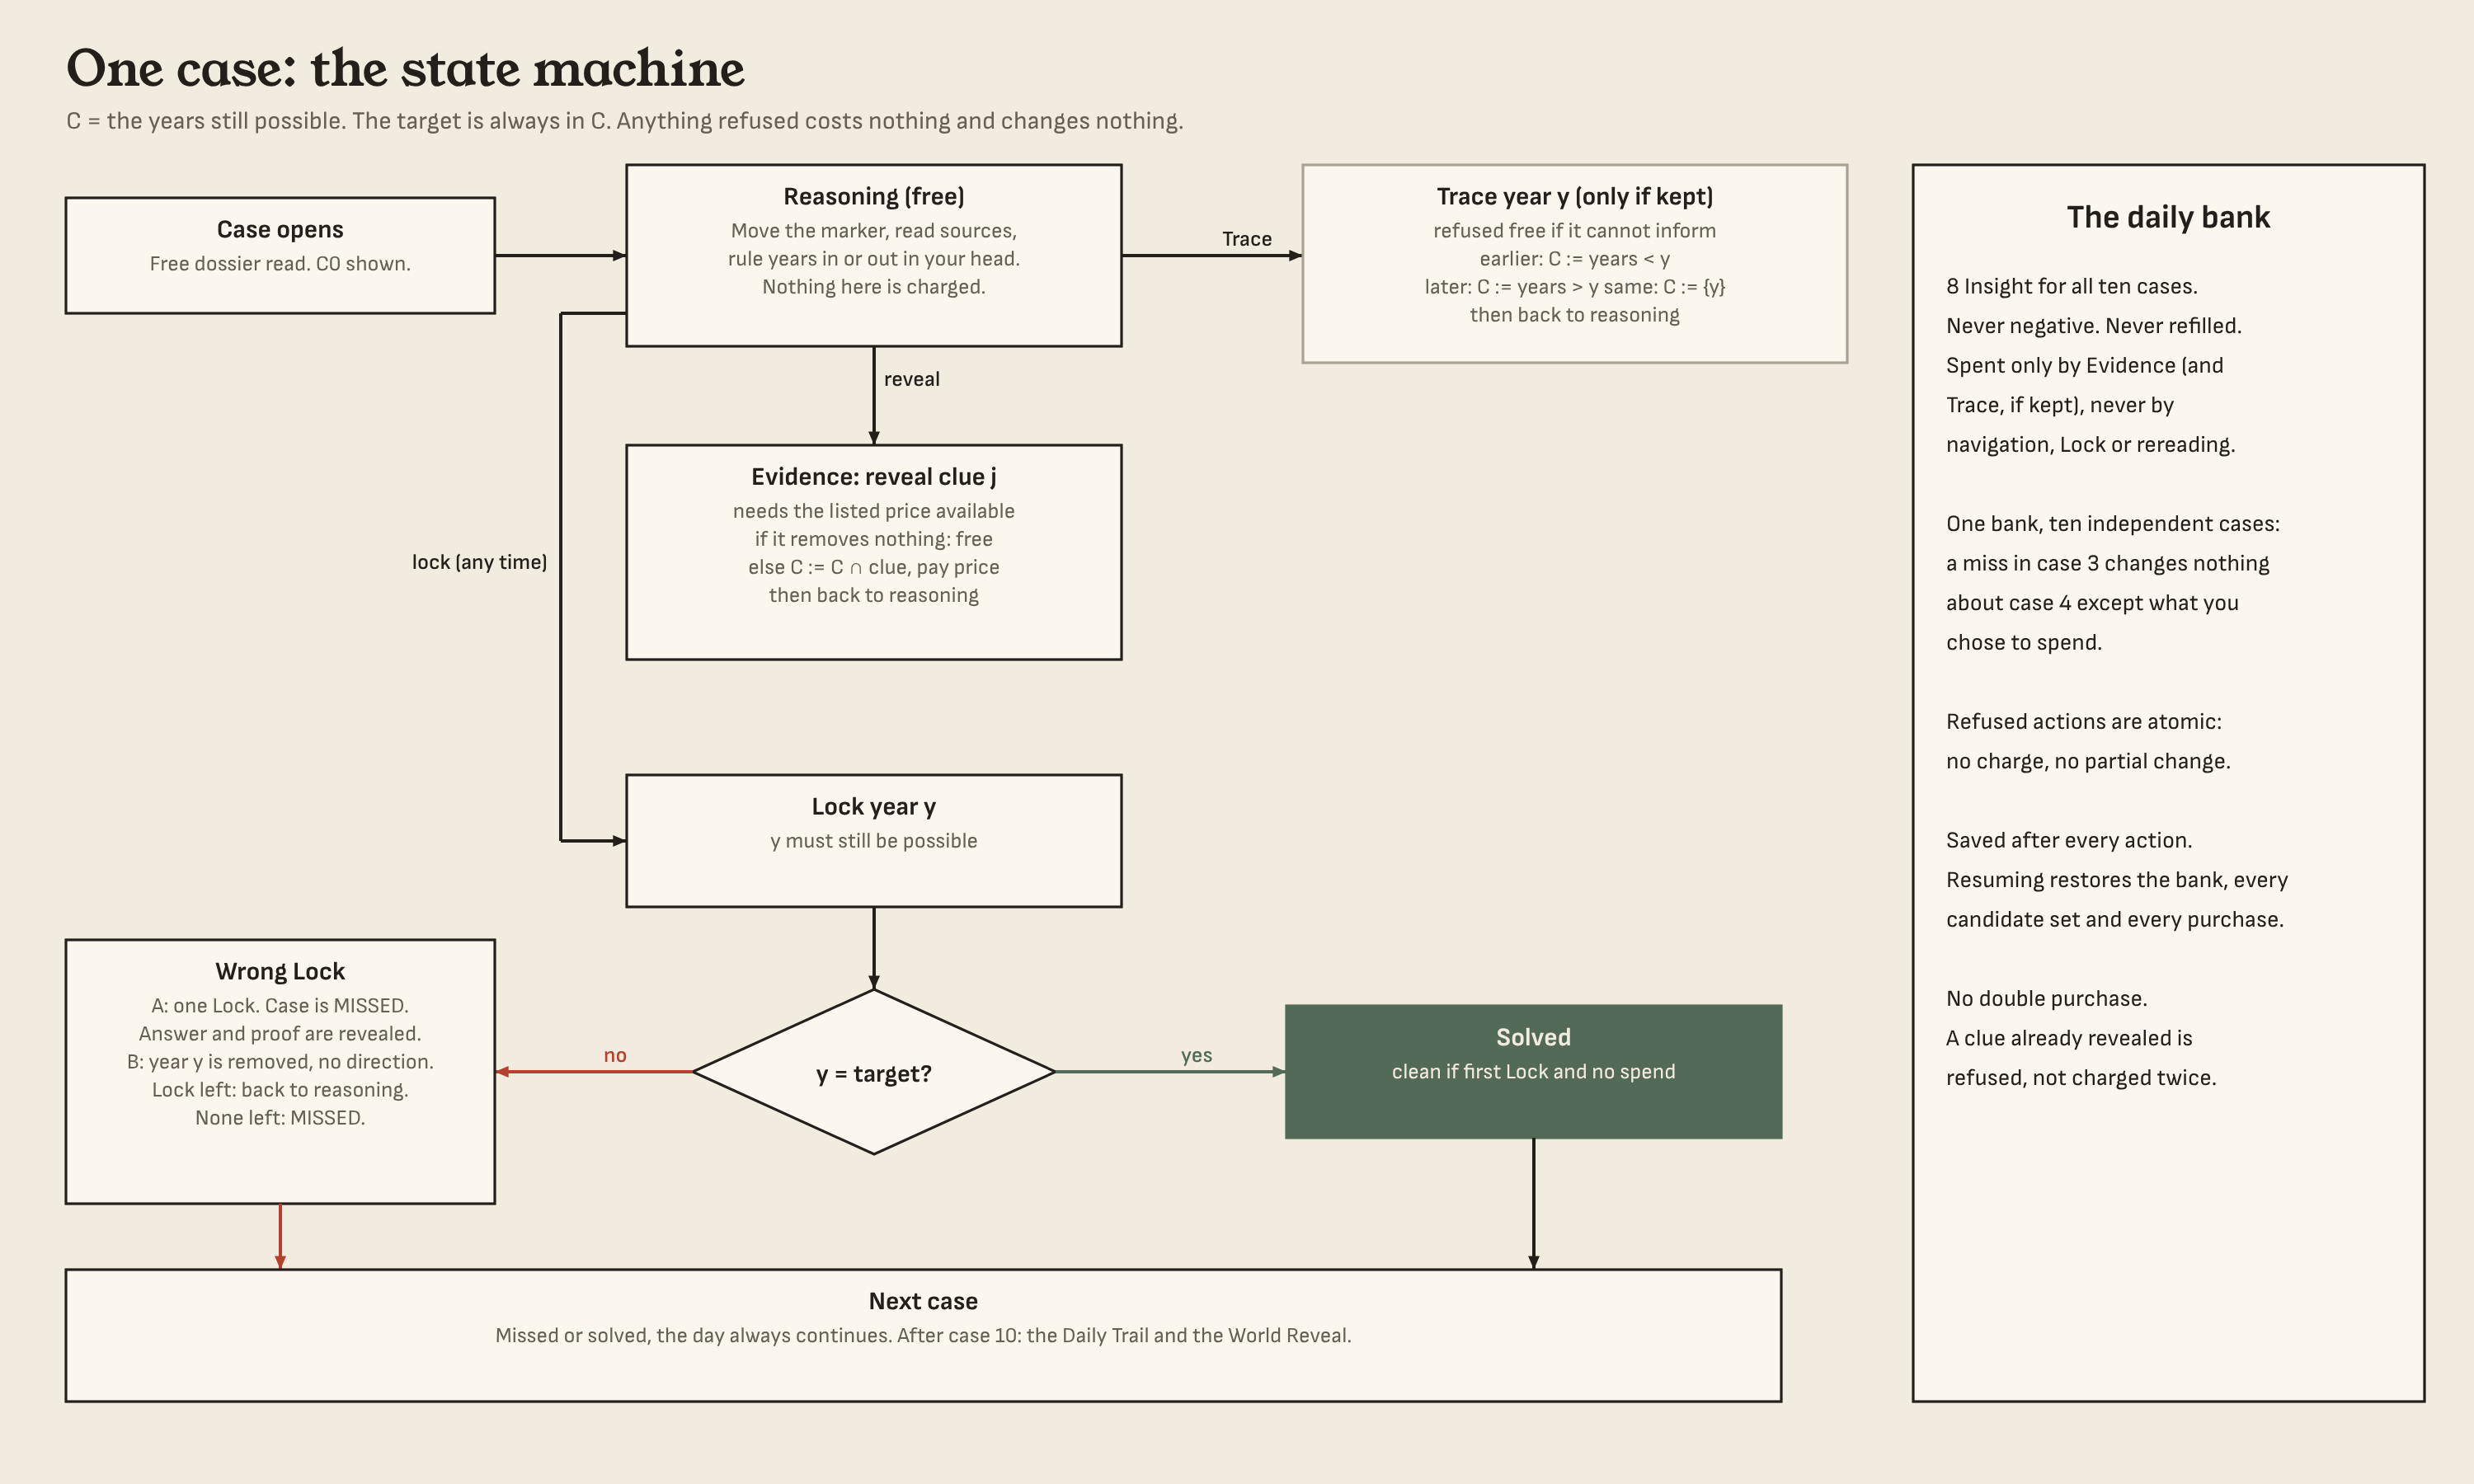 One case: the state machine
C = the years still possible. The target is always in C. Anything refused costs nothing and changes nothing.
Case opens
Free dossier read. C0 shown.
Reasoning (free)
Move the marker, read sources,
rule years in or out in your head.
Nothing here is charged.
Trace
Trace year y (only if kept)
refused free if it cannot inform
earlier: C := years < y
later: C := years > y same: C := {y}
then back to reasoning
reveal
Evidence: reveal clue j
needs the listed price available
if it removes nothing: free
else C := C ∩ clue, pay price
then back to reasoning
lock (any time)
Lock year y
y must still be possible
y = target?
no
yes
Wrong Lock
A: one Lock. Case is MISSED.
Answer and proof are revealed.
B: year y is removed, no direction.
Lock left: back to reasoning.
None left: MISSED.
Solved
clean if first Lock and no spend
Next case
Missed or solved, the day always continues. After case 10: the Daily Trail and the World Reveal.
The daily bank
8 Insight for all ten cases.
Never negative. Never refilled.
Spent only by Evidence (and
Trace, if kept), never by
navigation, Lock or rereading.
One bank, ten independent cases:
a miss in case 3 changes nothing
about case 4 except what you
chose to spend.
Refused actions are atomic:
no charge, no partial change.
Saved after every action.
Resuming restores the bank, every
candidate set and every purchase.
No double purchase.
A clue already revealed is
refused, not charged twice.